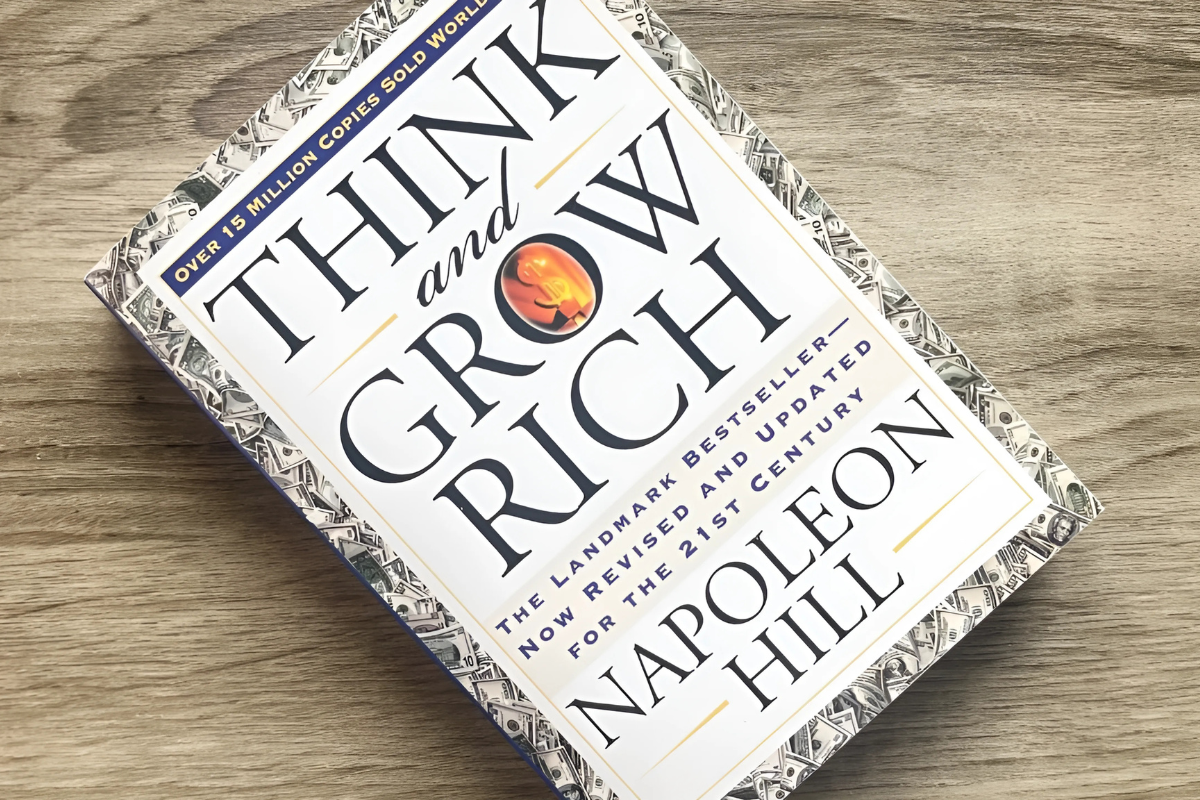 OVER 15 MILLION COPIES SOLD WORLD
THINK
and
GROW
RICH
THE LANDMARK BESTSELLER—
NOW REVISED AND UPDATED
FOR THE 21ST CENTURY
NAPOLEON
HILL